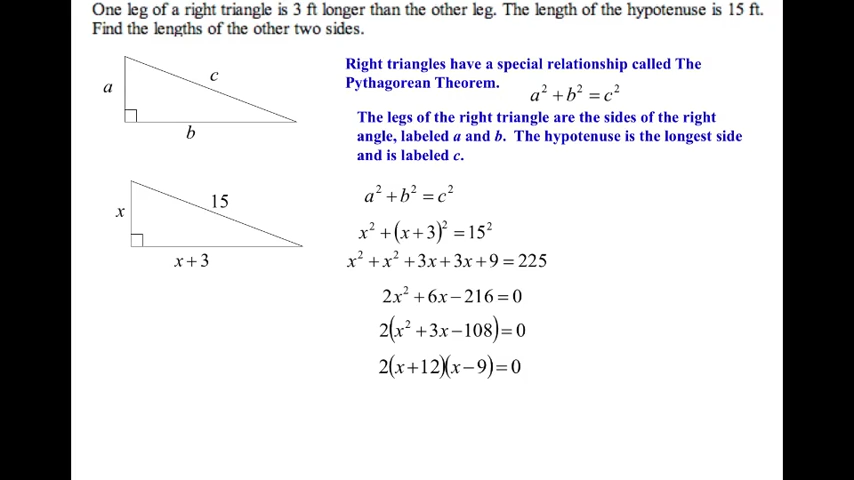 One leg of a right triangle is 3 ft longer than the other leg. The length of the hypotenuse is 15 ft.
Find the lengths of the other two sides.
a
c
b
Right triangles have a special relationship called The
Pythagorean Theorem.
a² + b² = c²
The legs of the right triangle are the sides of the right
angle, labeled a and b. The hypotenuse is the longest side
and is labeled c.
x
15
x + 3
a² + b² = c²
x² + (x + 3)² = 15²
x² + x² + 3x + 3x + 9 = 225
2x² + 6x − 216 = 0
2(x² + 3x − 108) = 0
2(x + 12)(x − 9) = 0